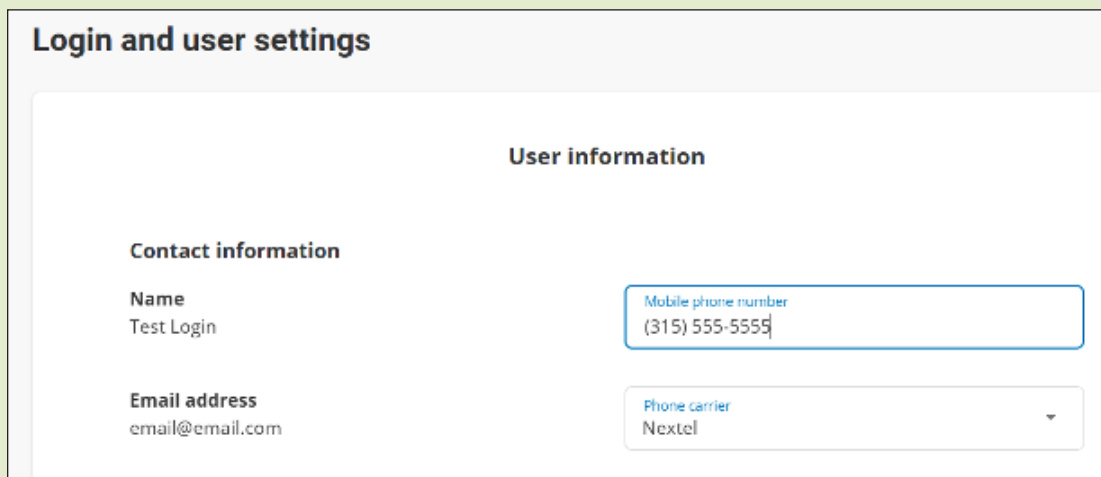 Login and user settings
User information
Contact information
Name
Test Login
Mobile phone number
(315) 555-5555
Email address
email@email.com
Phone carrier
Nextel